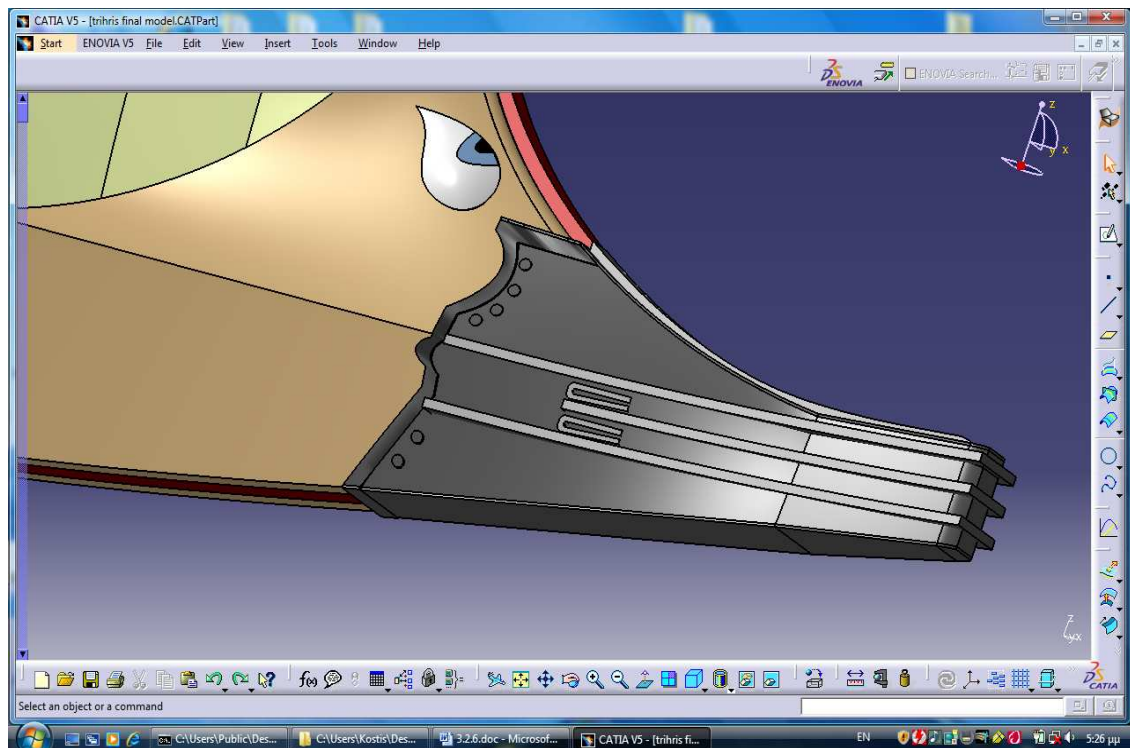 CATIA V5 - [trihris final model.CATPart]
Start ENOVIA V5 File Edit View Insert Tools Window Help
ENOVIA
ENOVIA Search...
z
y x
z
yx
f(x)
CATIA
Select an object or a command
C:\Users\Public\Des... C:\Users\Kostis\Des... 3.2.6.doc - Microsof... CATIA V5 - [trihris fi... EN 5:26 μμ